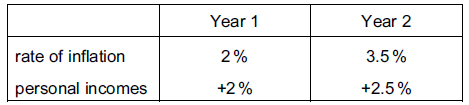 Year 1 Year 2
rate of inflation 2% 3.5%
personal incomes +2% +2.5%